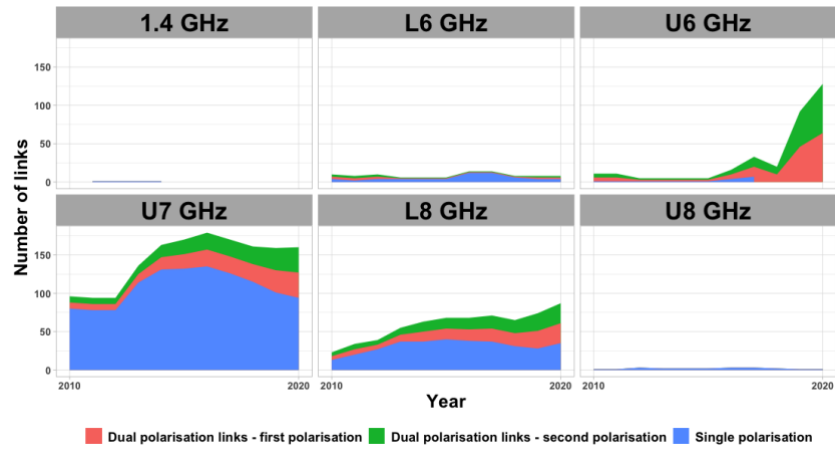 1.4 GHz L6 GHz U6 GHz
150
100
50
0
U7 GHz L8 GHz U8 GHz
150
100
50
0
2010 2020 2010 2020 2010 2020
Number of links
Year
Dual polarisation links - first polarisation Dual polarisation links - second polarisation Single polarisation